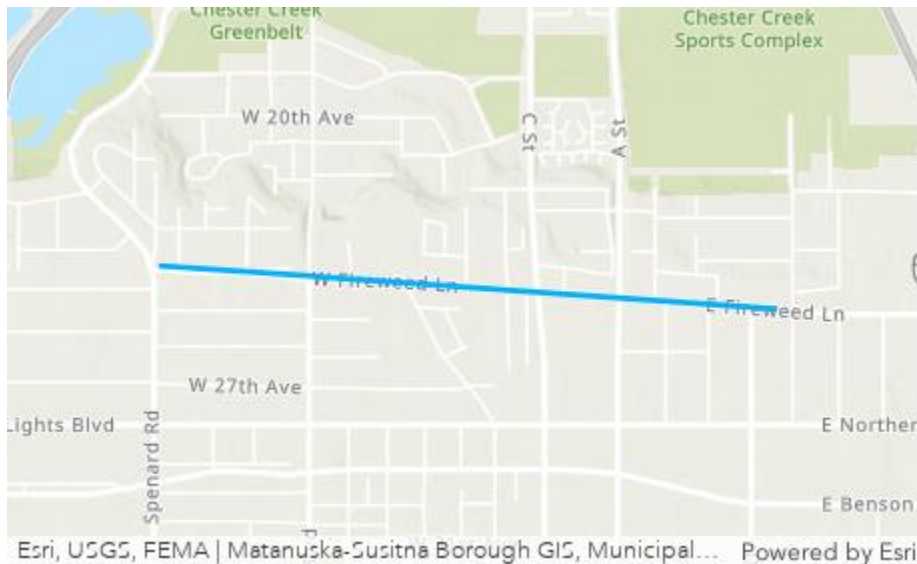 Chester Creek
Greenbelt
Chester Creek
Sports Complex
W 20th Ave
C St
A St
W Fireweed Ln
E Fireweed Ln
W 27th Ave
Lights Blvd
E Norther
Spenard Rd
E Benson
d
Esri, USGS, FEMA | Matanuska-Susitna Borough GIS, Municipal... Powered by Esri